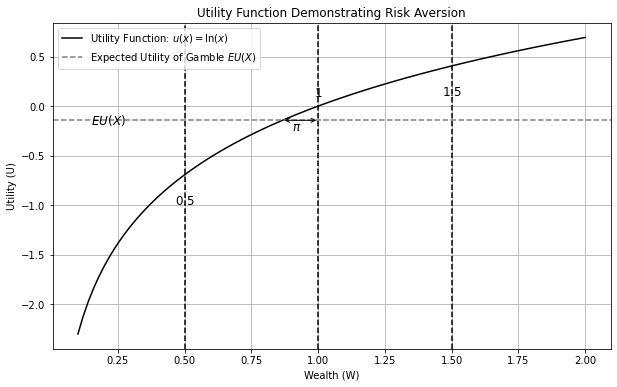 Utility Function Demonstrating Risk Aversion
Utility Function: u(x) = ln(x)
Expected Utility of Gamble EU(X)
0.5
0.0
−0.5
−1.0
−1.5
−2.0
Utility (U)
EU(X)
1
1.5
π
0.5
0.25
0.50
0.75
1.00
1.25
1.50
1.75
2.00
Wealth (W)